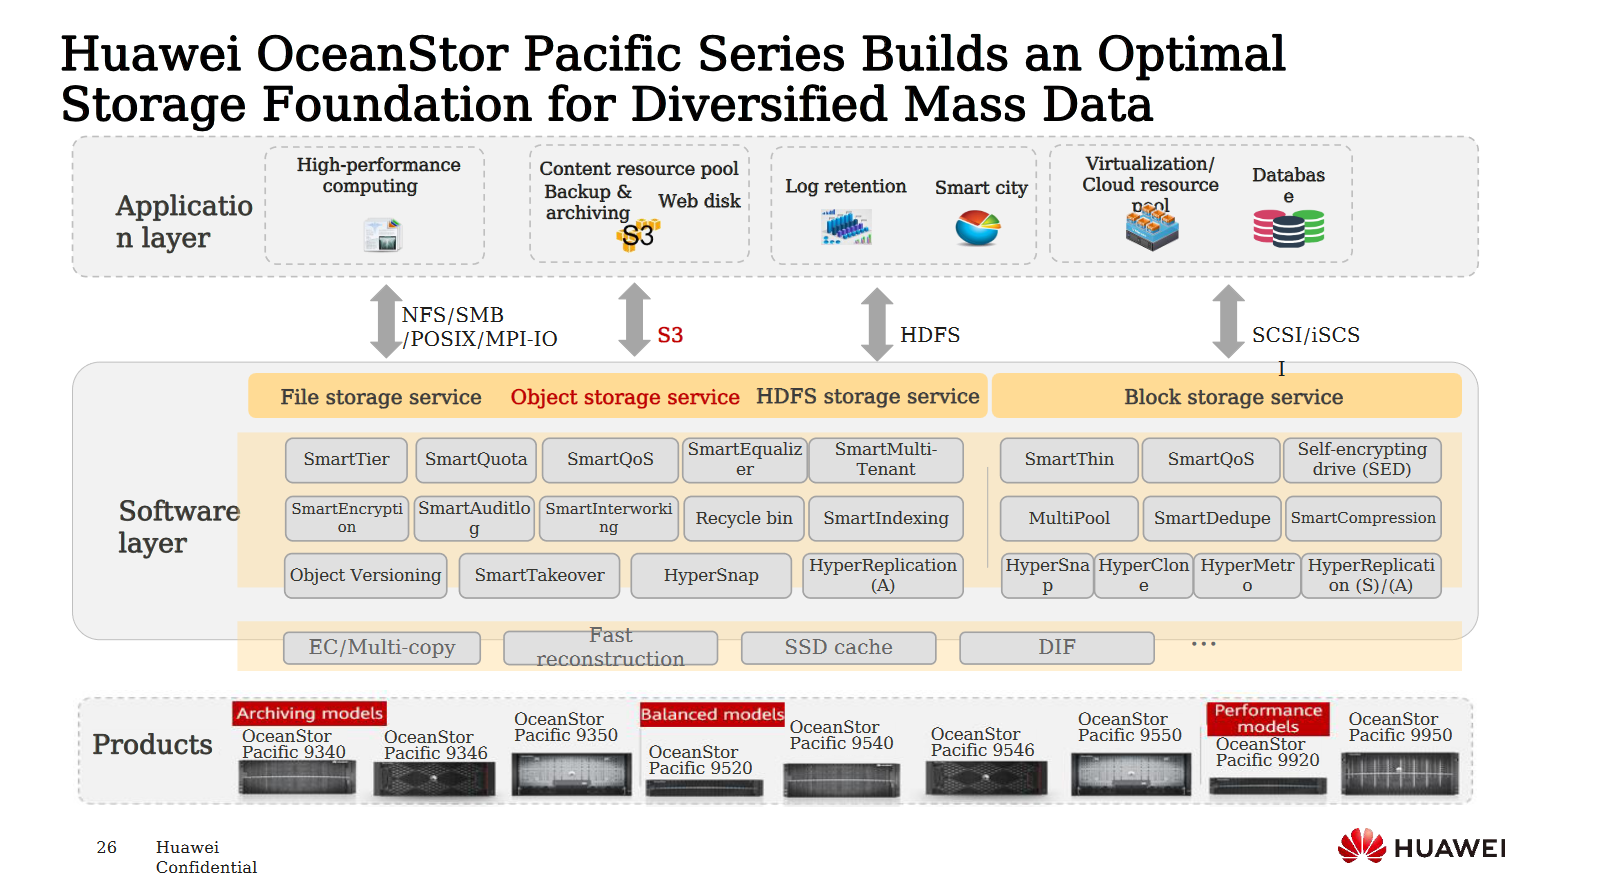 Huawei OceanStor Pacific Series Builds an Optimal
Storage Foundation for Diversified Mass Data
Applicatio
n layer
High-performance
computing
Content resource pool
Backup &
archiving
Web disk
S3
Log retention
Smart city
Virtualization/
Cloud resource
pool
Databas
e
NFS/SMB
/POSIX/MPI-IO
S3
HDFS
SCSI/iSCS
I
File storage service
Object storage service
HDFS storage service
Block storage service
Software
layer
SmartTier
SmartQuota
SmartQoS
SmartEqualiz
er
SmartMulti-
Tenant
SmartThin
SmartQoS
Self-encrypting
drive (SED)
SmartEncrypti
on
SmartAuditlo
g
SmartInterworki
ng
Recycle bin
SmartIndexing
MultiPool
SmartDedupe
SmartCompression
Object Versioning
SmartTakeover
HyperSnap
HyperReplication
(A)
HyperSna
p
HyperClon
e
HyperMetr
o
HyperReplicati
on (S)/(A)
EC/Multi-copy
Fast
reconstruction
SSD cache
DIF
...
Products
Archiving models
OceanStor
Pacific 9340
OceanStor
Pacific 9346
OceanStor
Pacific 9350
Balanced models
OceanStor
Pacific 9520
OceanStor
Pacific 9540
OceanStor
Pacific 9546
OceanStor
Pacific 9550
Performance
models
OceanStor
Pacific 9920
OceanStor
Pacific 9950
26
Huawei
Confidential
HUAWEI